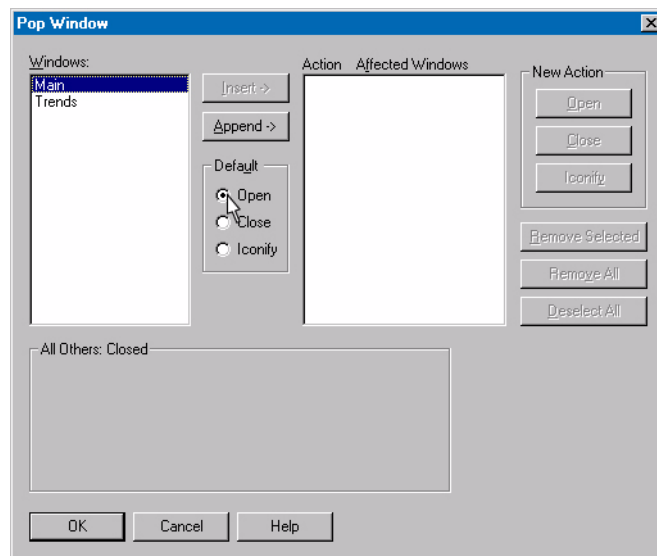 Pop Window
Windows:
Main
Trends
Insert ->
Append ->
Default
Open
Close
Iconify
Action Affected Windows
New Action
Open
Close
Iconify
Remove Selected
Remove All
Deselect All
All Others: Closed
OK Cancel Help